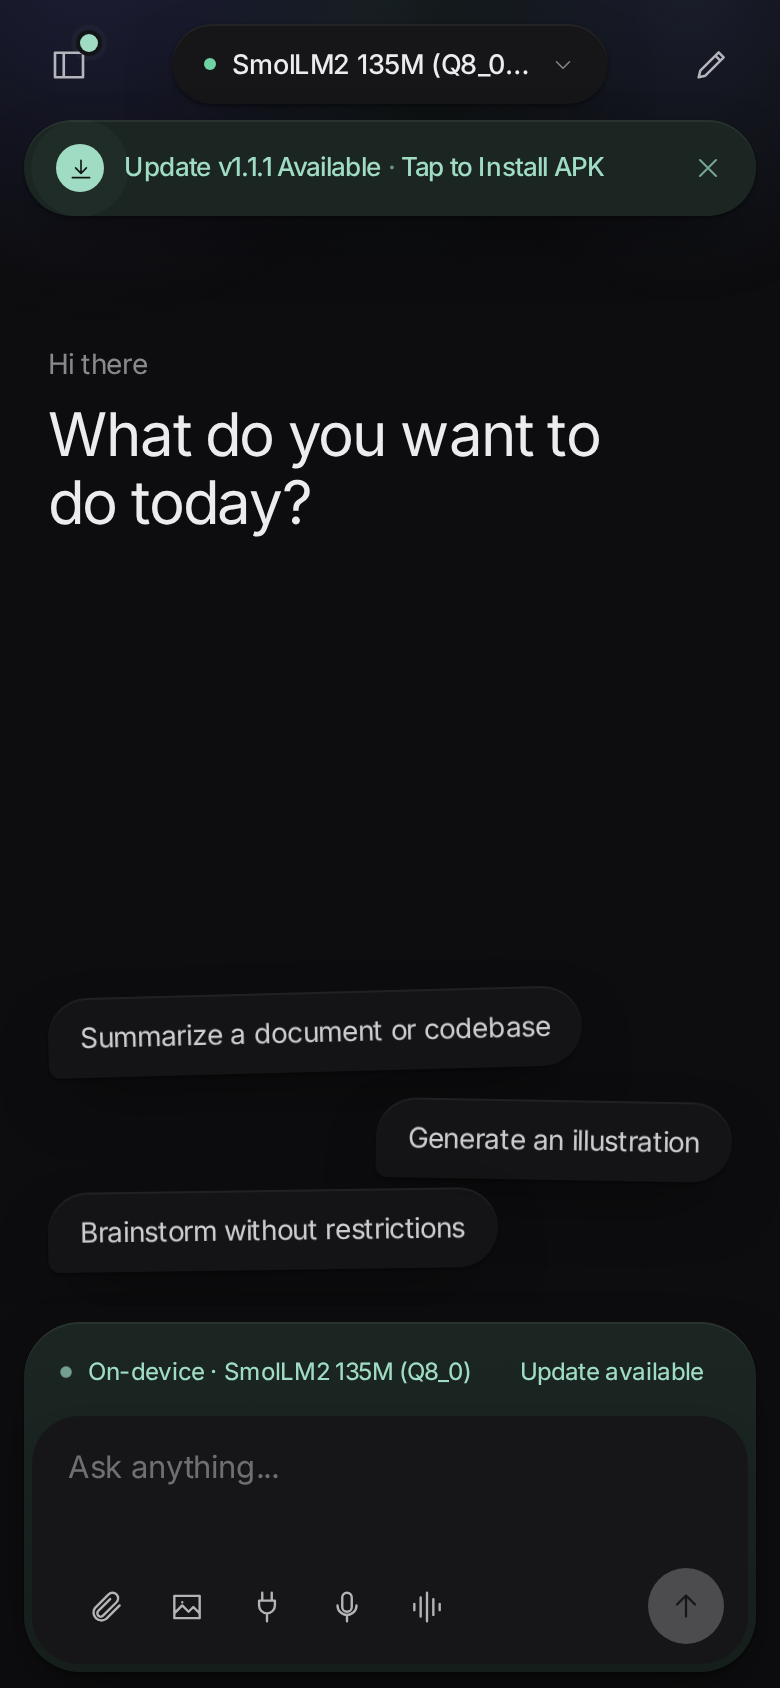 SmolLM2 135M (Q8_0...
Update v1.1.1 Available · Tap to Install APK
Hi there
What do you want to
do today?
Summarize a document or codebase
Generate an illustration
Brainstorm without restrictions
On-device · SmolLM2 135M (Q8_0)
Update available
Ask anything...